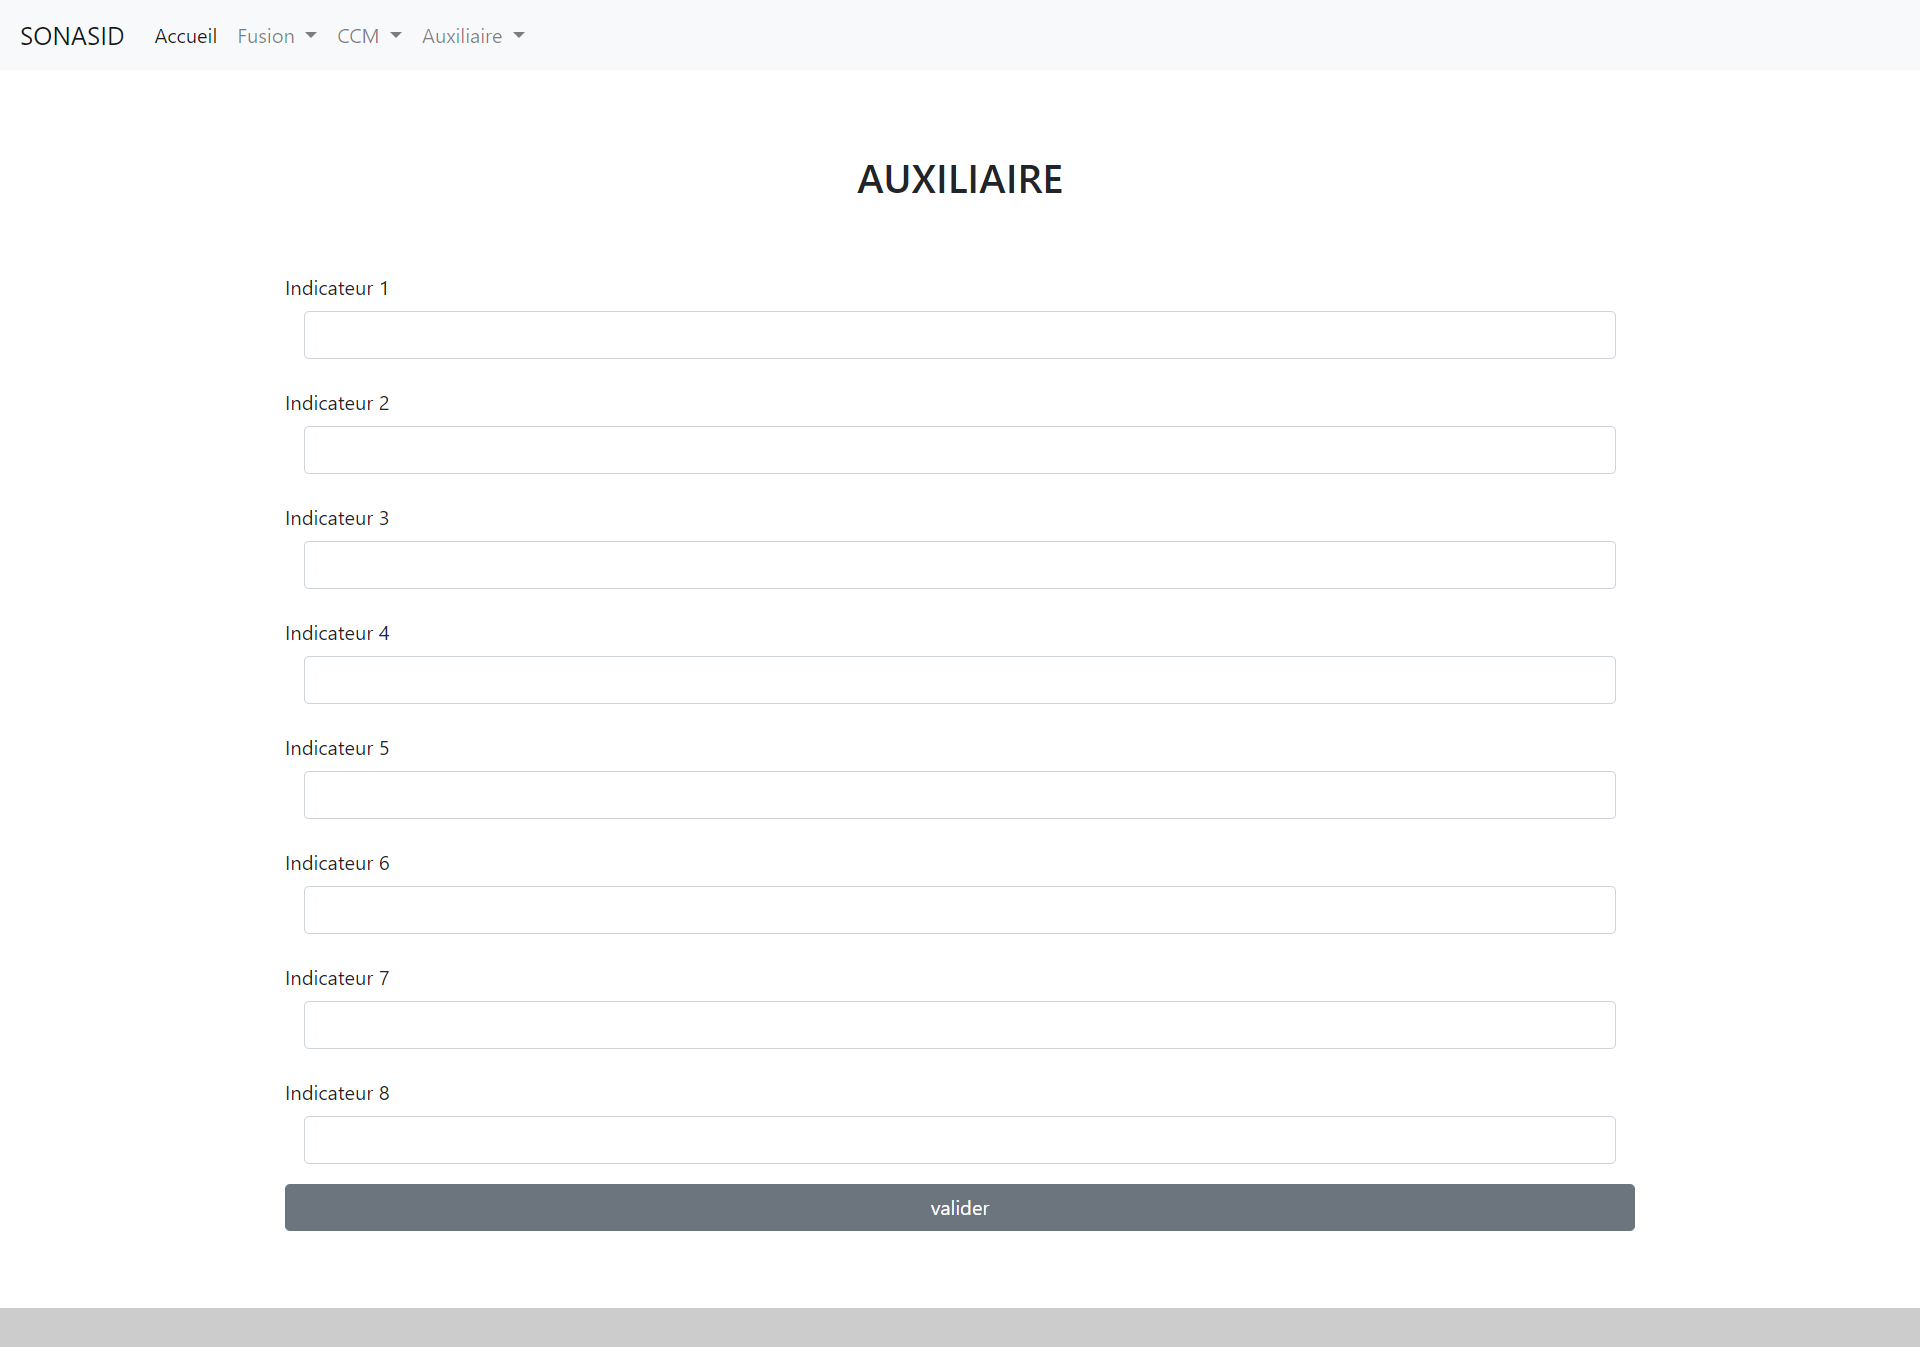 SONASID Accueil Fusion CCM Auxiliaire
AUXILIAIRE
Indicateur 1
Indicateur 2
Indicateur 3
Indicateur 4
Indicateur 5
Indicateur 6
Indicateur 7
Indicateur 8
valider